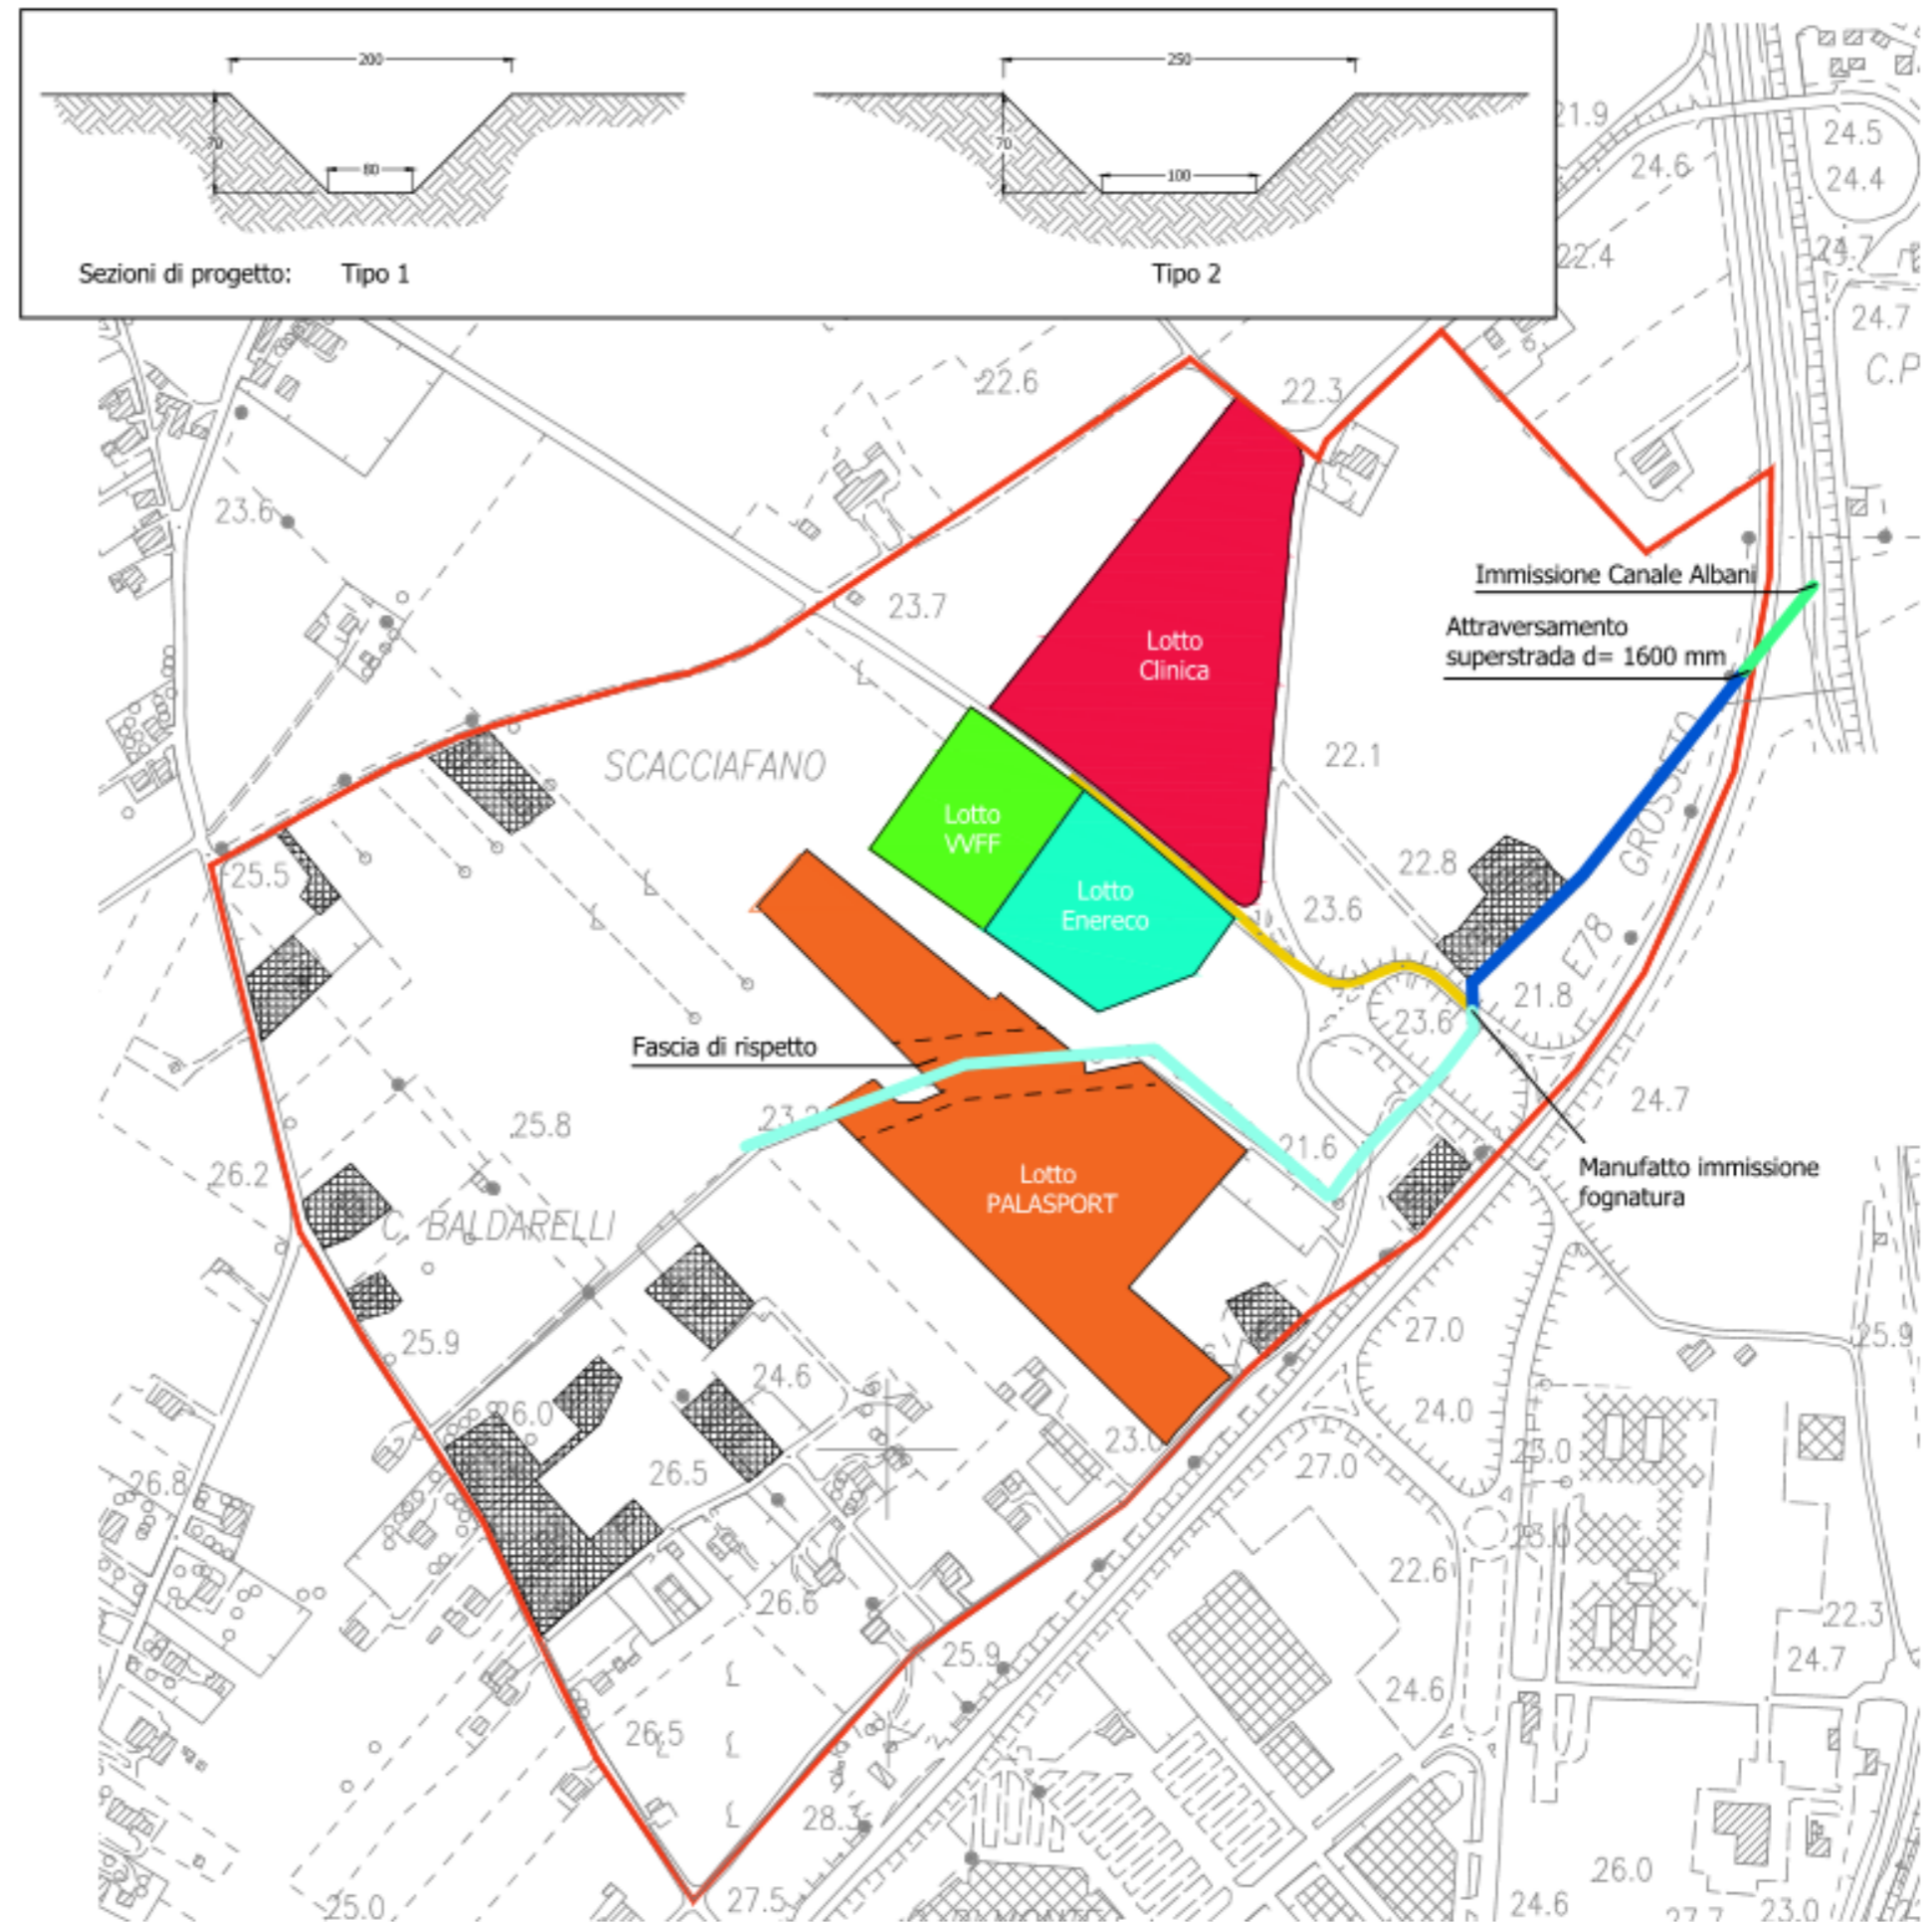 200
250
70
80
70
100
Sezioni di progetto: Tipo 1
Tipo 2
21.9
24.5
24.6
24.4
22.4
24.7
24.7
C.P
22.6
22.3
23.6
Immissione Canale Albani
23.7
Attraversamento
superstrada d= 1600 mm
Lotto
Clinica
22.1
SCACCIAFANO
GROSSETO
Lotto
VVFF
22.8
25.5
Lotto
Enereco
23.6
E78
21.8
23.6
Fascia di rispetto
24.7
25.8
21.6
26.2
Lotto
PALASPORT
Manufatto immissione
fognatura
C. BALDARELLI
25.9
27.0
25.9
24.6
26.0
24.0
23.0
26.5
27.0
23.0
26.8
23.0
22.6
26.6
22.3
25.9
24.7
24.6
26.5
28.3
26.0
25.0
27.5
24.6
27.7
23.0